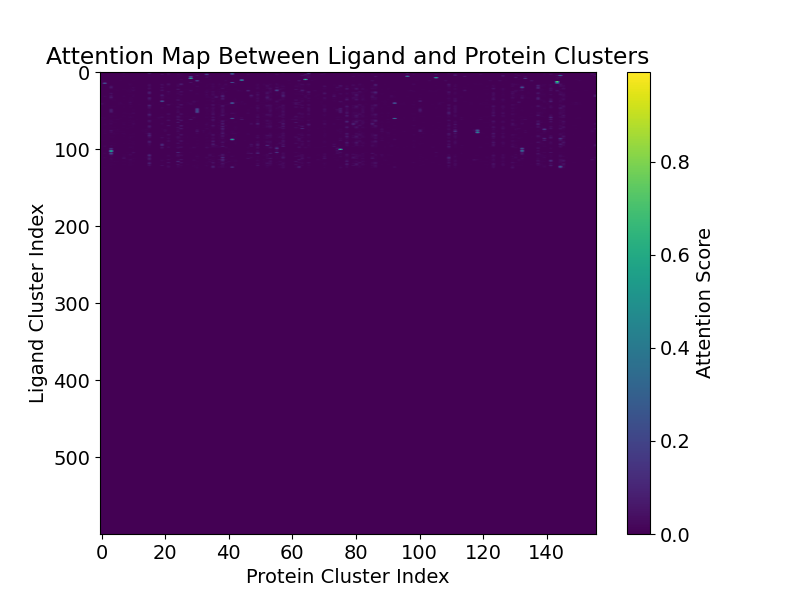 Attention Map Between Ligand and Protein Clusters
0
100
200
300
400
500
Ligand Cluster Index
0 20 40 60 80 100 120 140
Protein Cluster Index
0.8
0.6
0.4
0.2
0.0
Attention Score